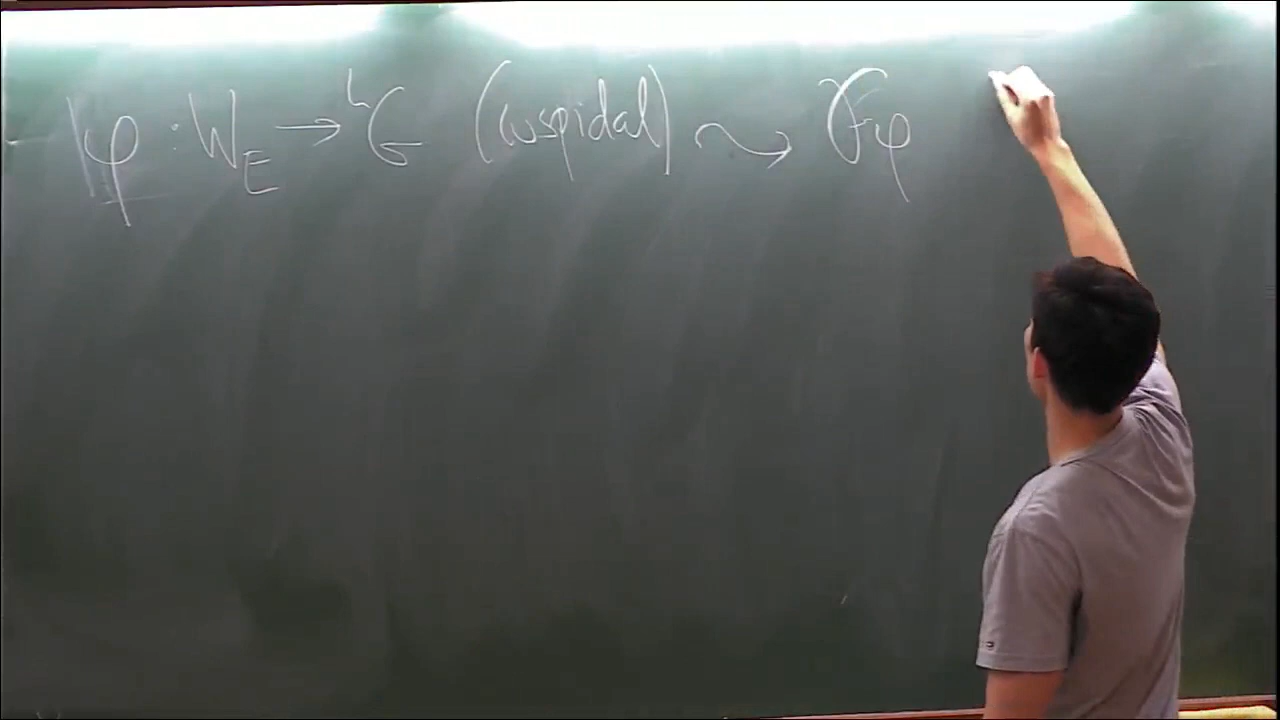 φ : W_E → ᴸG (cuspidal) ⇝ ℱ_φ